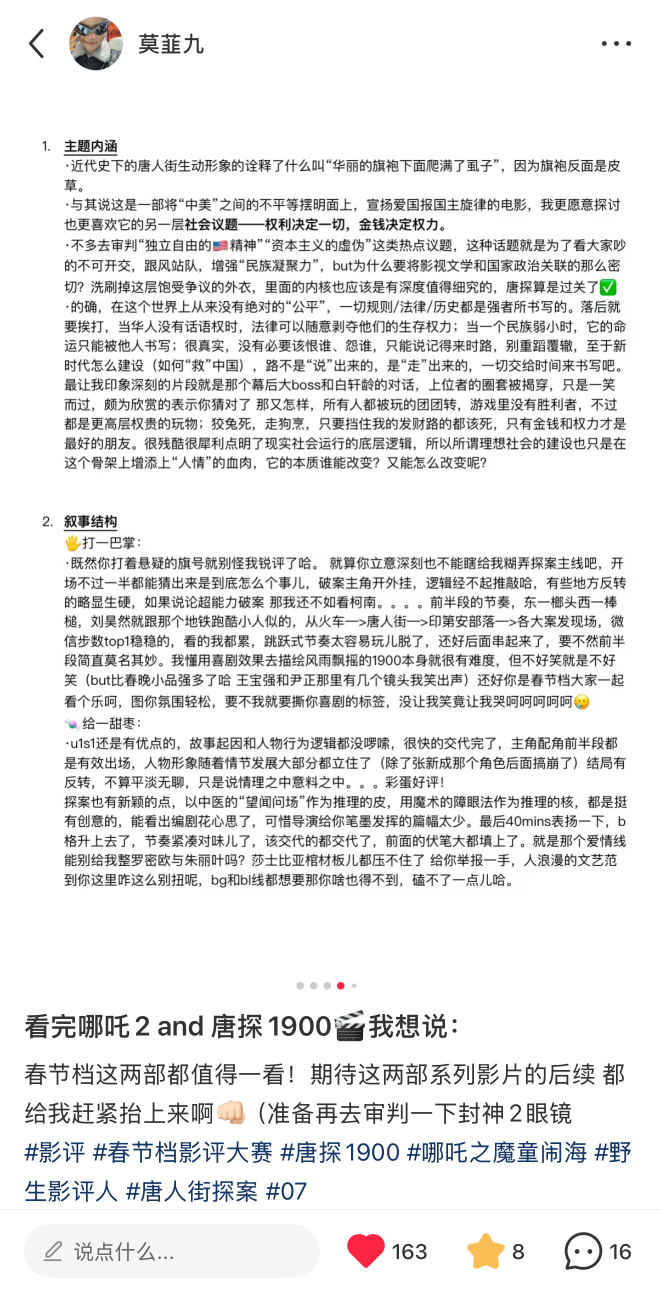 莫韮九
1. 主题内涵
·近代史下的唐人街生动形象的诠释了什么叫“华丽的旗袍下面爬满了虱子”，因为旗袍反面是皮
草。
·与其说这是一部将“中美”之间的不平等摆明面上，宣扬爱国报国主旋律的电影，我更愿意探讨
也更喜欢它的另一层社会议题——权利决定一切，金钱决定权力。
·不多去审判“独立自由的🇺🇸精神”“资本主义的虚伪”这类热点议题，这种话题就是为了看大家吵
的不可开交，跟风站队，增强“民族凝聚力”，but为什么要将影视文学和国家政治关联的那么密
切？洗刷掉这层饱受争议的外衣，里面的内核也应该是有深度值得细究的，唐探算是过关了✅
·的确，在这个世界上从来没有绝对的“公平”，一切规则/法律/历史都是强者所书写的。落后就
要挨打，当华人没有话语权时，法律可以随意剥夺他们的生存权力；当一个民族弱小时，它的命
运只能被他人书写；很真实，没有必要该恨谁、怨谁，只能说记得来时路，别重蹈覆辙，至于新
时代怎么建设（如何“救”中国），路不是“说”出来的，是“走”出来的，一切交给时间来书写吧。
最让我印象深刻的片段就是那个幕后大boss和白轩龄的对话，上位者的圈套被揭穿，只是一笑
而过，颇为欣赏的表示你猜对了 那又怎样，所有人都被玩的团团转，游戏里没有胜利者，不过
都是更高层权贵的玩物；狡兔死，走狗烹，只要挡住我的发财路的都该死，只有金钱和权力才是
最好的朋友。很残酷很犀利点明了现实社会运行的底层逻辑，所以所谓理想社会的建设也只是在
这个骨架上增添上“人情”的血肉，它的本质谁能改变？又能怎么改变呢？
2. 叙事结构
🖐️打一巴掌：
·既然你打着悬疑的旗号就别怪我锐评了哈。 就算你立意深刻也不能瞎给我糊弄探案主线吧，开
场不过一半都能猜出来是到底怎么个事儿，破案主角开外挂，逻辑经不起推敲哈，有些地方反转
的略显生硬，如果说论超能力破案 那我还不如看柯南。。。。前半段的节奏，东一榔头西一棒
槌，刘昊然就跟那个地铁跑酷小人似的，从火车—>唐人街—>印第安部落—>各大案发现场，微
信步数top1稳稳的，看的我都累，跳跃式节奏太容易玩儿脱了，还好后面串起来了，要不然前半
段简直莫名其妙。我懂用喜剧效果去描绘风雨飘摇的1900本身就很有难度，但不好笑就是不好
笑（but比春晚小品强多了哈 王宝强和尹正那里有几个镜头我笑出声）还好你是春节档大家一起
看个乐呵，图你氛围轻松，要不我就要撕你喜剧的标签，没让我笑竟让我哭呵呵呵呵呵🥲
🍬给一甜枣：
·u1s1还是有优点的，故事起因和人物行为逻辑都没啰嗦，很快的交代完了，主角配角前半段都
是有效出场，人物形象随着情节发展大部分都立住了（除了张新成那个角色后面搞崩了）结局有
反转，不算平淡无聊，只是说情理之中意料之中。。。彩蛋好评！
探案也有新颖的点，以中医的“望闻问场”作为推理的皮，用魔术的障眼法作为推理的核，都是挺
有创意的，能看出编剧花心思了，可惜导演给你笔墨发挥的篇幅太少。最后40mins表扬一下，b
格升上去了，节奏紧凑对味儿了，该交代的都交代了，前面的伏笔大都填上了。就是那个爱情线
能别给我整罗密欧与朱丽叶吗？莎士比亚棺材板儿都压不住了 给你举报一手，人浪漫的文艺范
到你这里咋这么别扭呢，bg和bl线都想要那你啥也得不到，磕不了一点儿哈。
看完哪吒2 and 唐探1900🎬我想说：
春节档这两部都值得一看！期待这两部系列影片的后续 都
给我赶紧抬上来啊👊🏻（准备再去审判一下封神2眼镜
#影评 #春节档影评大赛 #唐探1900 #哪吒之魔童闹海 #野
生影评人 #唐人街探案 #07
说点什么... 163 8 16